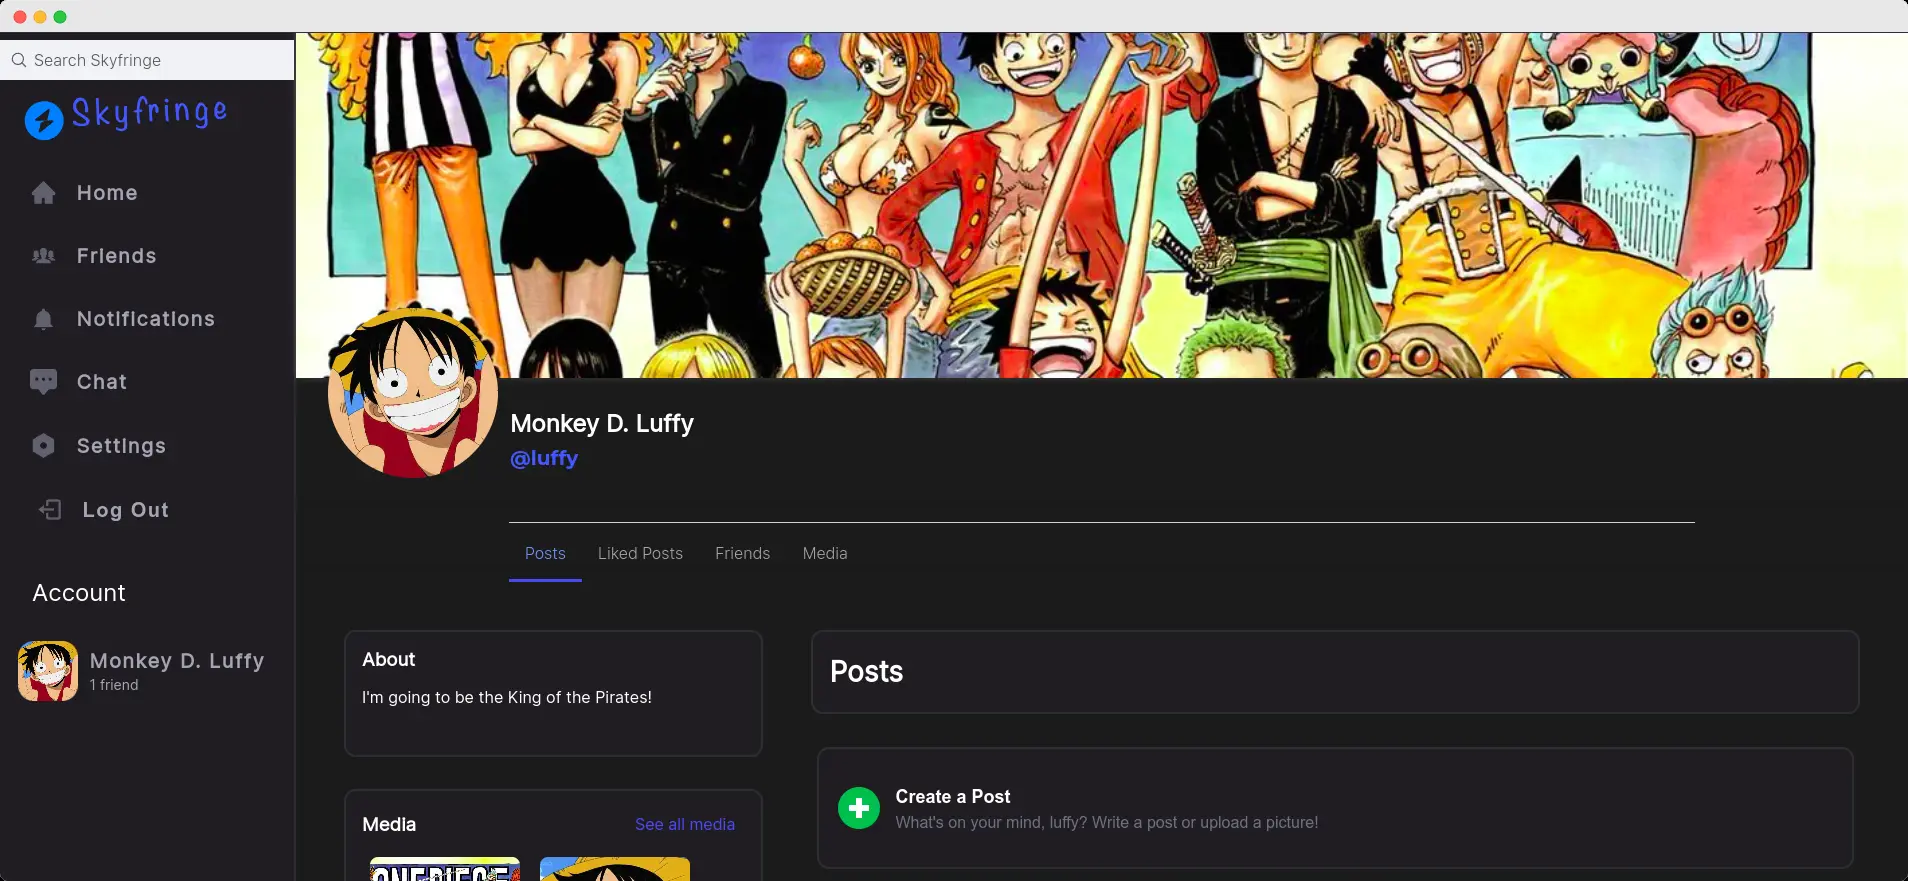 Search Skyfringe
Skyfringe
Home
Friends
Notifications
Chat
Settings
Log Out
Account
Monkey D. Luffy
1 friend
Monkey D. Luffy
@luffy
Posts
Liked Posts
Friends
Media
About
I'm going to be the King of the Pirates!
Media
See all media
ONE PIECE
Posts
Create a Post
What's on your mind, luffy? Write a post or upload a picture!